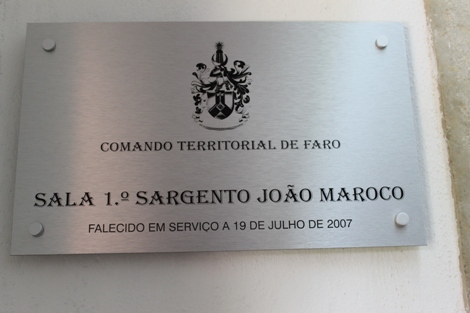 COMANDO TERRITORIAL DE FARO
SALA 1.º SARGENTO JOÃO MAROCO
FALECIDO EM SERVIÇO A 19 DE JULHO DE 2007